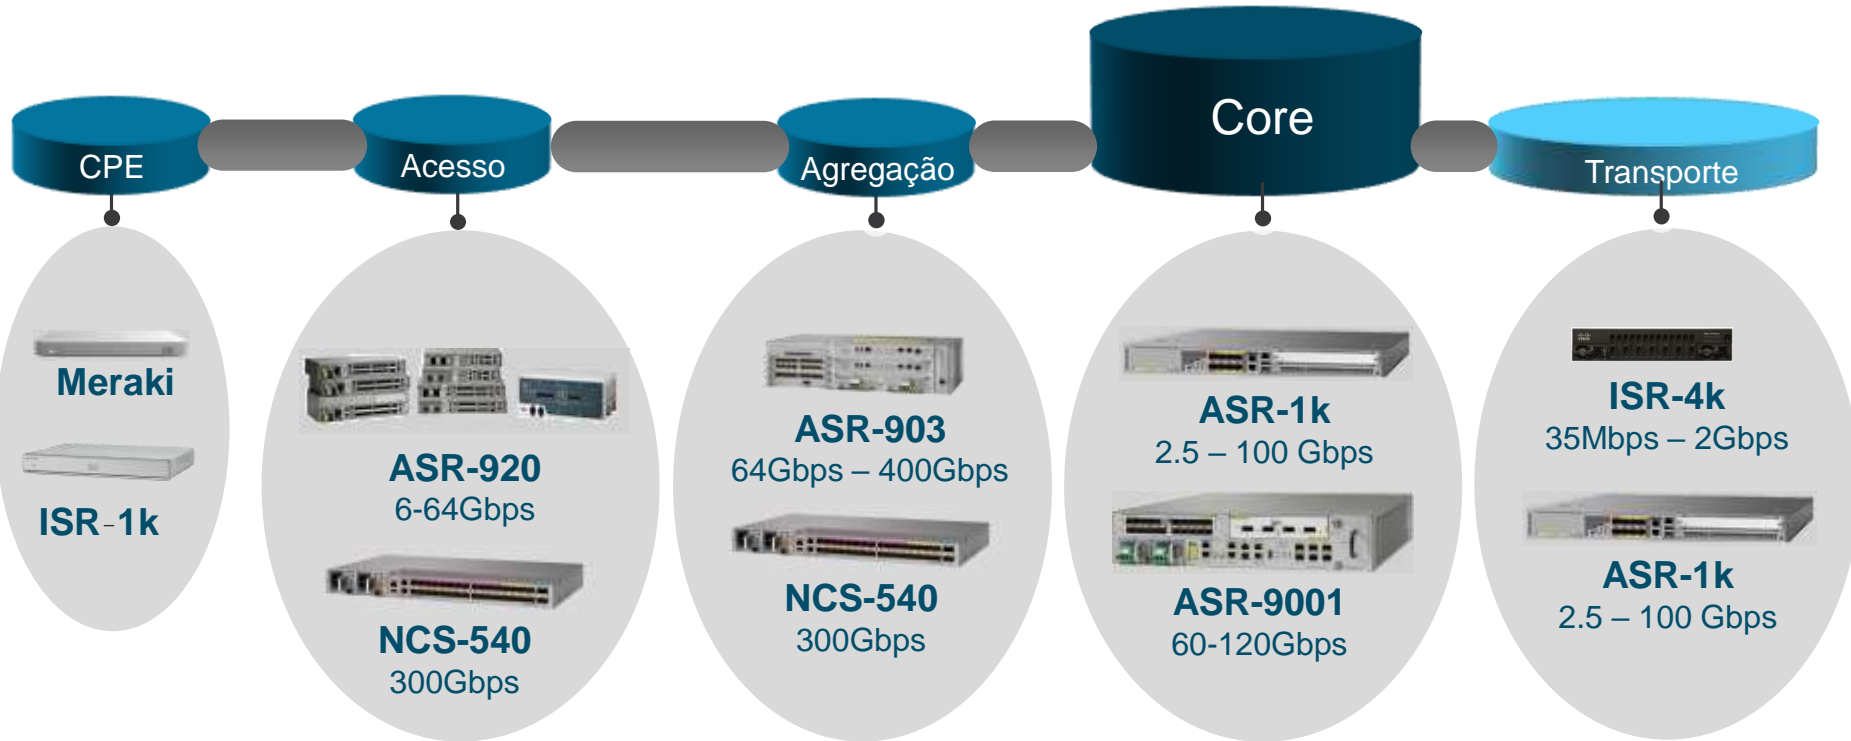 CPE
Acesso
Agregação
Core
Transporte
Meraki
ISR-1k
ASR-920
6-64Gbps
NCS-540
300Gbps
ASR-903
64Gbps – 400Gbps
NCS-540
300Gbps
ASR-1k
2.5 – 100 Gbps
ASR-9001
60-120Gbps
ISR-4k
35Mbps – 2Gbps
ASR-1k
2.5 – 100 Gbps